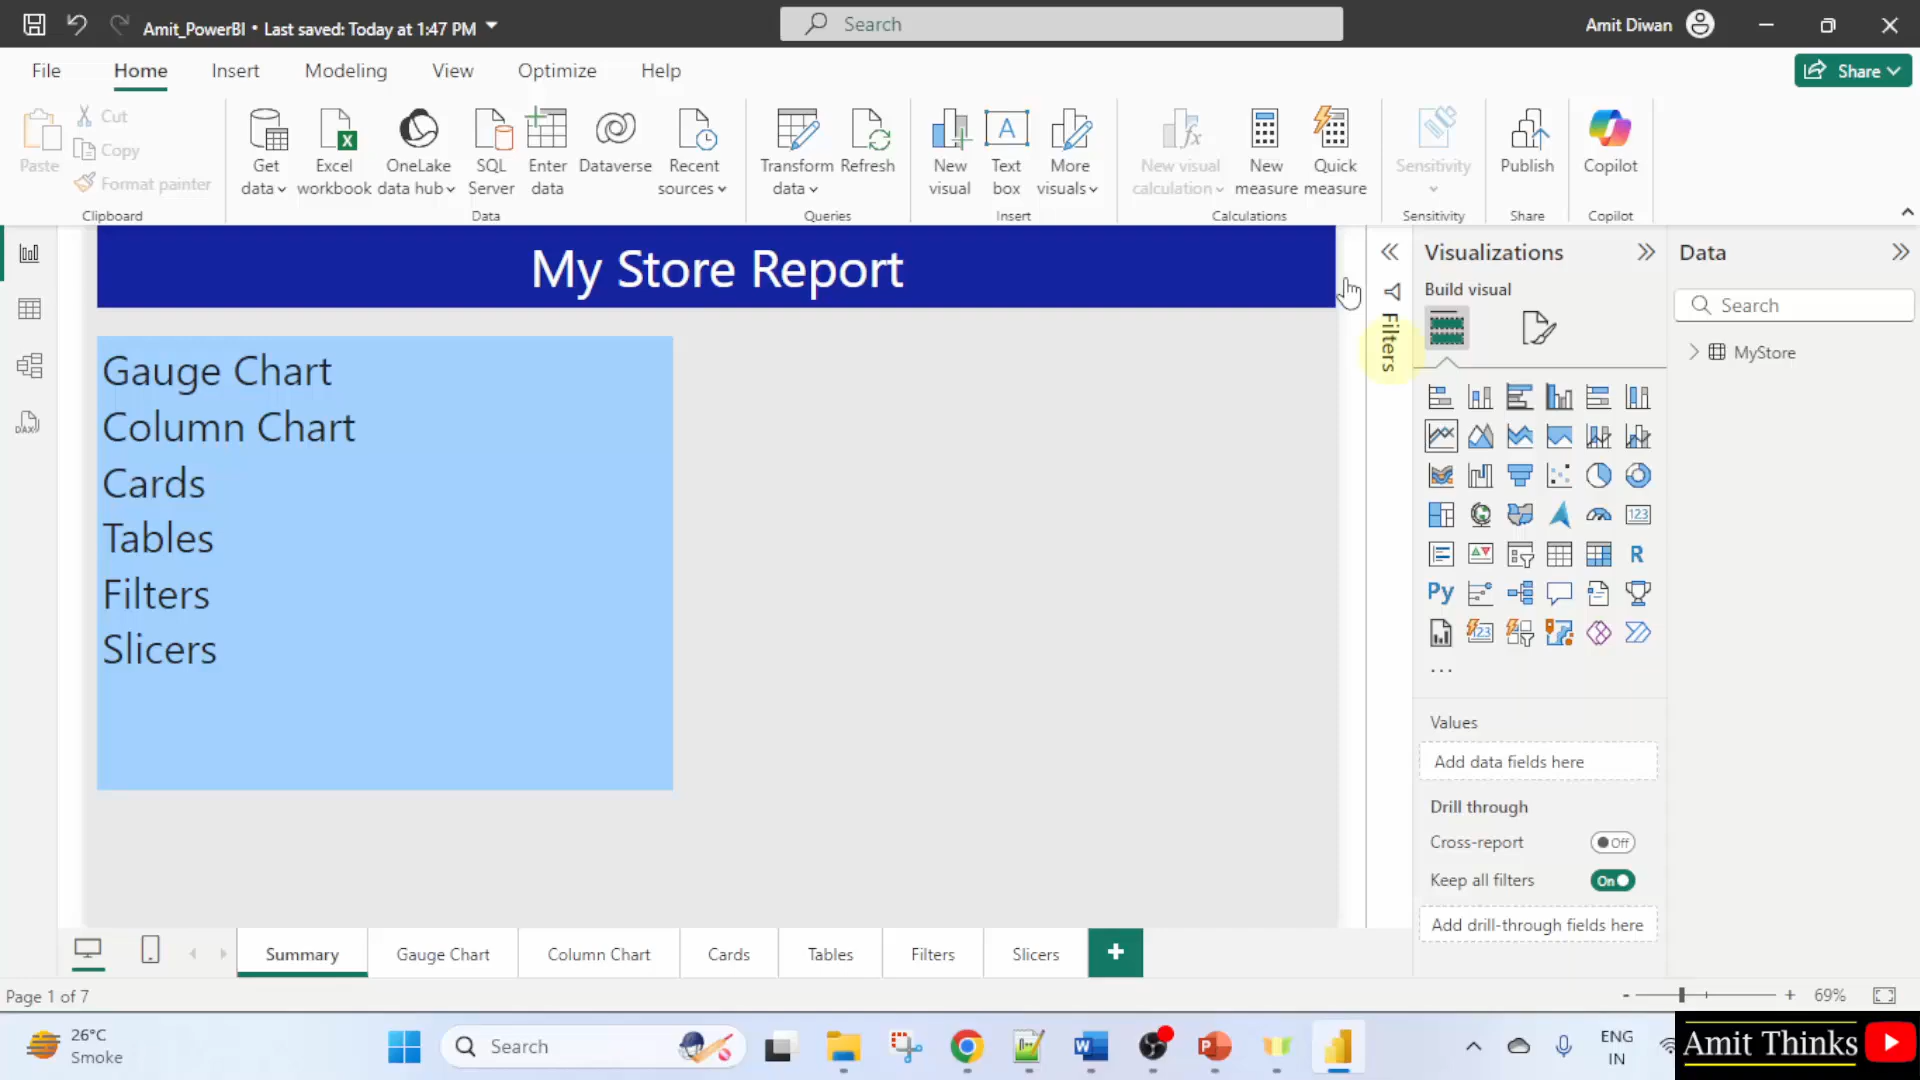 Amit_PowerBI • Last saved: Today at 1:47 PM
Search
Amit Diwan
File
Home
Insert
Modeling
View
Optimize
Help
Share
Paste
Cut
Copy
Format painter
Clipboard
Get data
Excel workbook
OneLake data hub
SQL Server
Enter data
Dataverse
Recent sources
Data
Transform data
Refresh
Queries
New visual
Text box
More visuals
Insert
New visual calculation
New measure
Quick measure
Calculations
Sensitivity
Sensitivity
Publish
Share
Copilot
Copilot
My Store Report
Gauge Chart
Column Chart
Cards
Tables
Filters
Slicers
Filters
Visualizations
Build visual
123
R
Py
123
...
Values
Add data fields here
Drill through
Cross-report
Off
Keep all filters
On
Add drill-through fields here
Data
Search
MyStore
DAX
Summary
Gauge Chart
Column Chart
Cards
Tables
Filters
Slicers
+
Page 1 of 7
- + 69%
26°C
Smoke
Search
ENG
IN
Amit Thinks